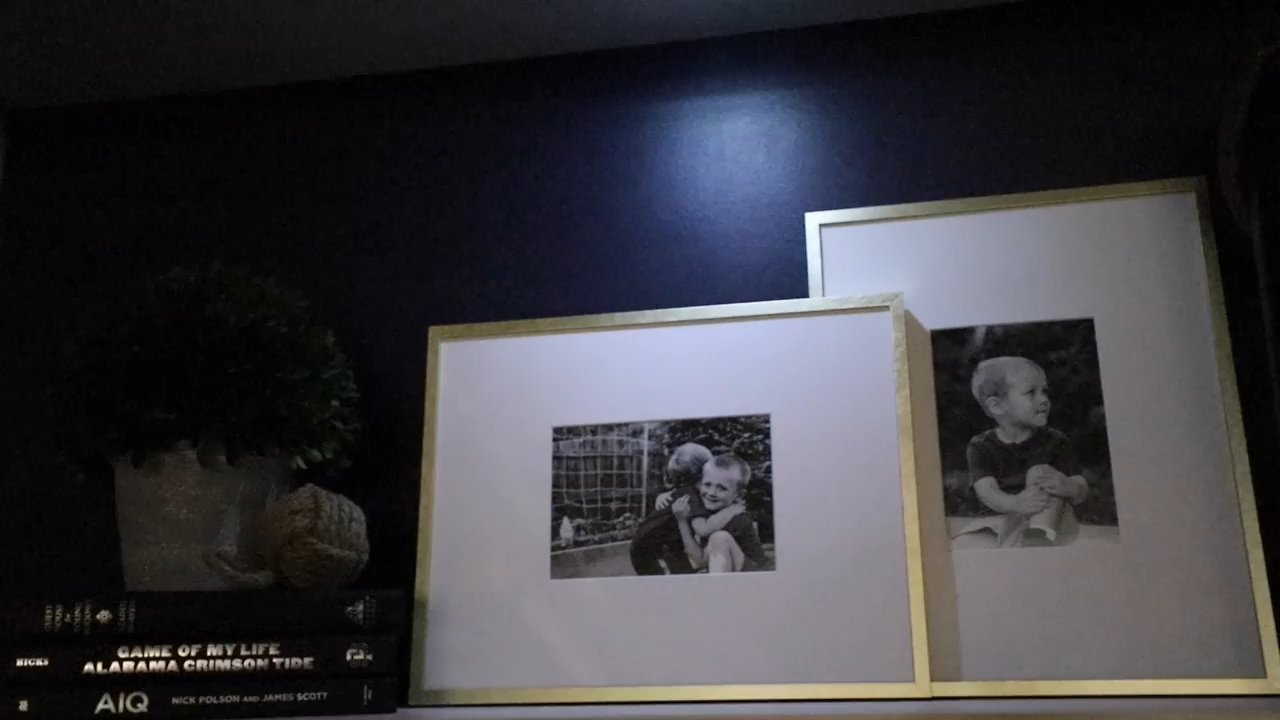 HICKS
GAME OF MY LIFE
ALABAMA CRIMSON TIDE
AIQ
NICK POLSON AND JAMES SCOTT